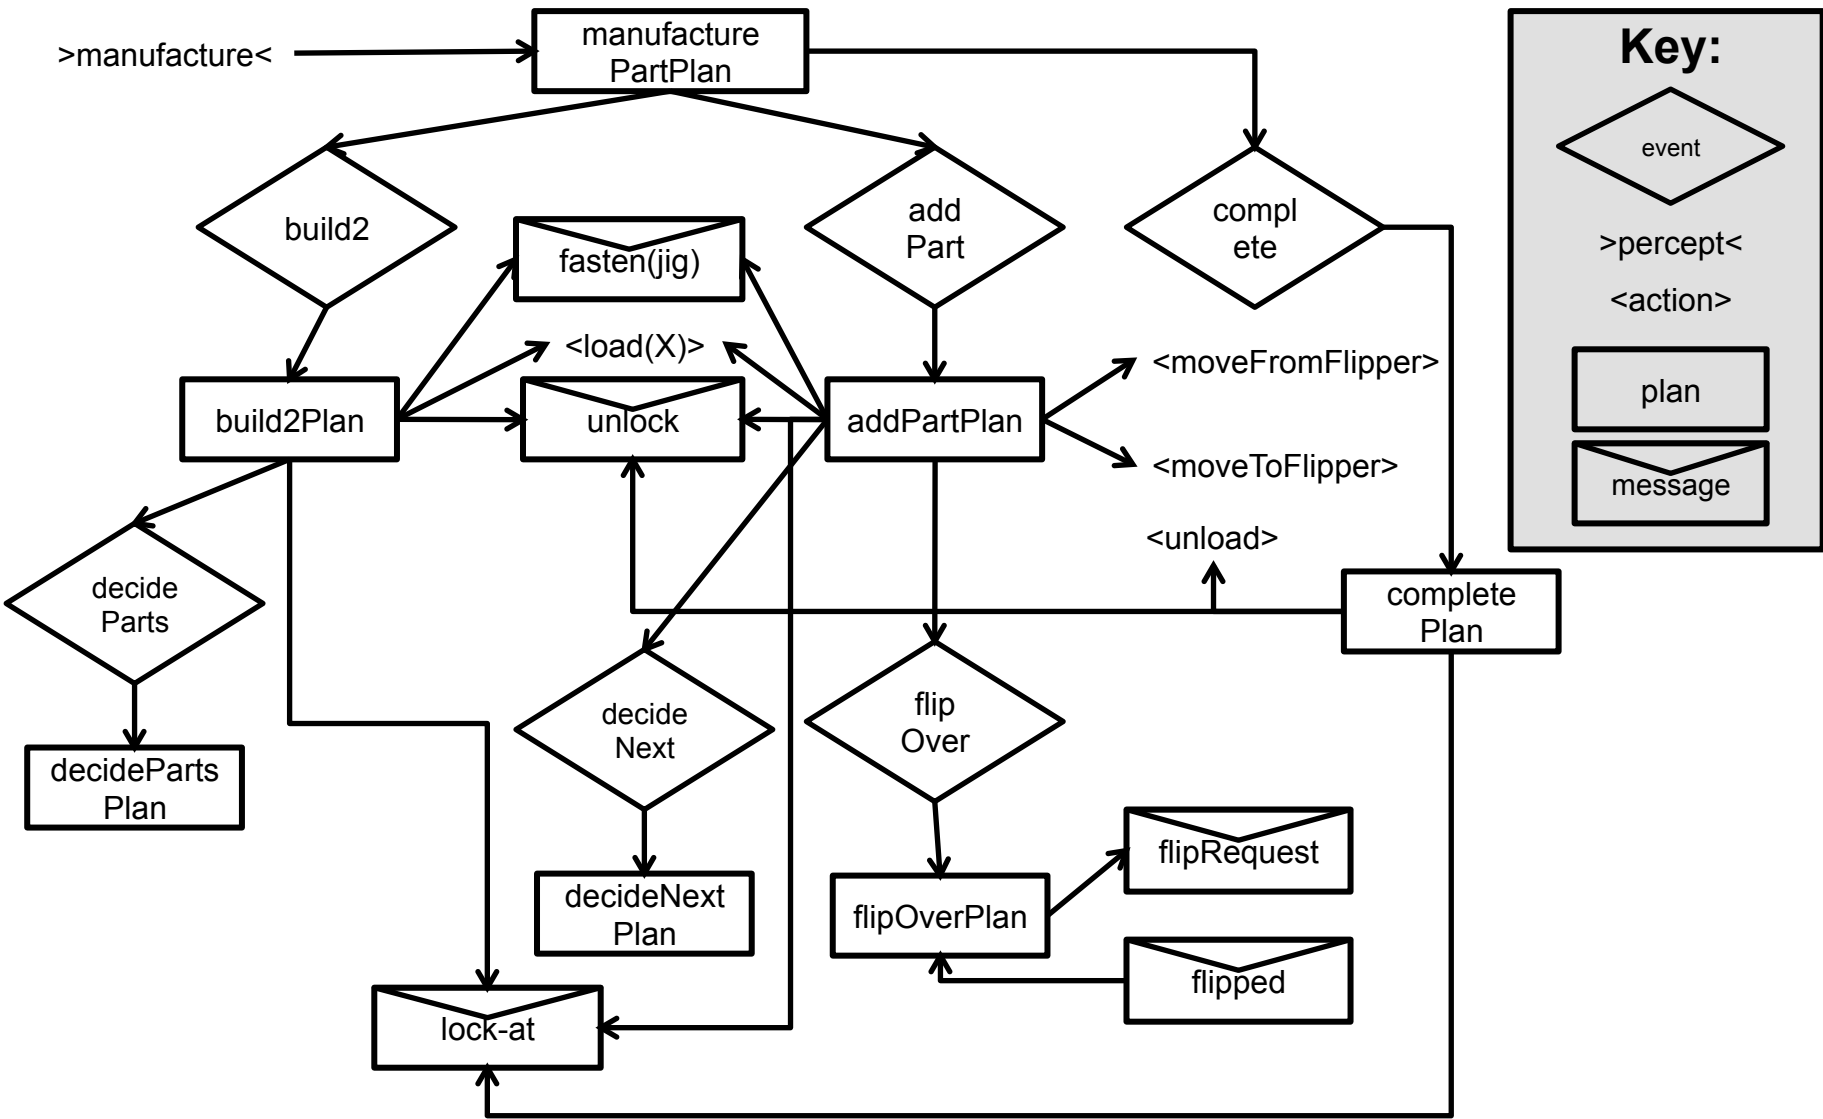 >manufacture<
manufacture
PartPlan
Key:
event
>percept<
<action>
plan
message
build2
add
Part
compl
ete
fasten(jig)
<load(X)>
<moveFromFlipper>
build2Plan
unlock
addPartPlan
<moveToFlipper>
<unload>
decide
Parts
complete
Plan
decide
Next
flip
Over
decideParts
Plan
flipRequest
decideNext
Plan
flipOverPlan
flipped
lock-at